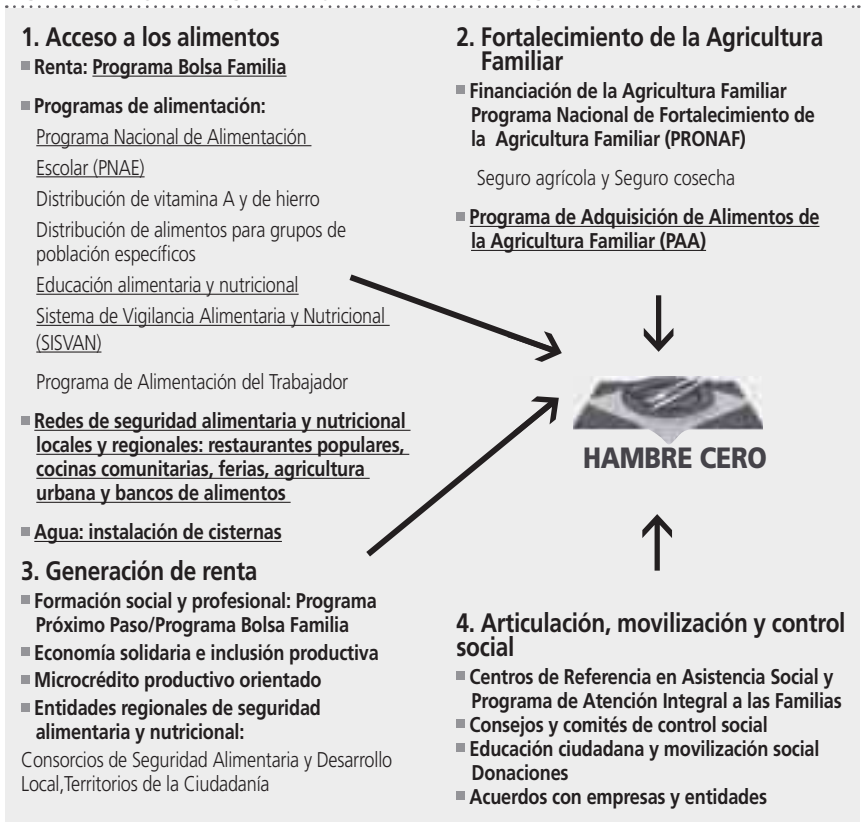 1. Acceso a los alimentos
Renta: Programa Bolsa Familia
Programas de alimentación:
Programa Nacional de Alimentación
Escolar (PNAE)
Distribución de vitamina A y de hierro
Distribución de alimentos para grupos de
población específicos
Educación alimentaria y nutricional
Sistema de Vigilancia Alimentaria y Nutricional
(SISVAN)
Programa de Alimentación del Trabajador
Redes de seguridad alimentaria y nutricional
locales y regionales: restaurantes populares,
cocinas comunitarias, ferias, agricultura
urbana y bancos de alimentos
Agua: instalación de cisternas
2. Fortalecimiento de la Agricultura
Familiar
Financiación de la Agricultura Familiar
Programa Nacional de Fortalecimiento de
la Agricultura Familiar (PRONAF)
Seguro agrícola y Seguro cosecha
Programa de Adquisición de Alimentos de
la Agricultura Familiar (PAA)
HAMBRE CERO
3. Generación de renta
Formación social y profesional: Programa
Próximo Paso/Programa Bolsa Familia
Economía solidaria e inclusión productiva
Microcrédito productivo orientado
Entidades regionales de seguridad
alimentaria y nutricional:
Consorcios de Seguridad Alimentaria y Desarrollo
Local,Territorios de la Ciudadanía
4. Articulación, movilización y control
social
Centros de Referencia en Asistencia Social y
Programa de Atención Integral a las Familias
Consejos y comités de control social
Educación ciudadana y movilización social
Donaciones
Acuerdos con empresas y entidades